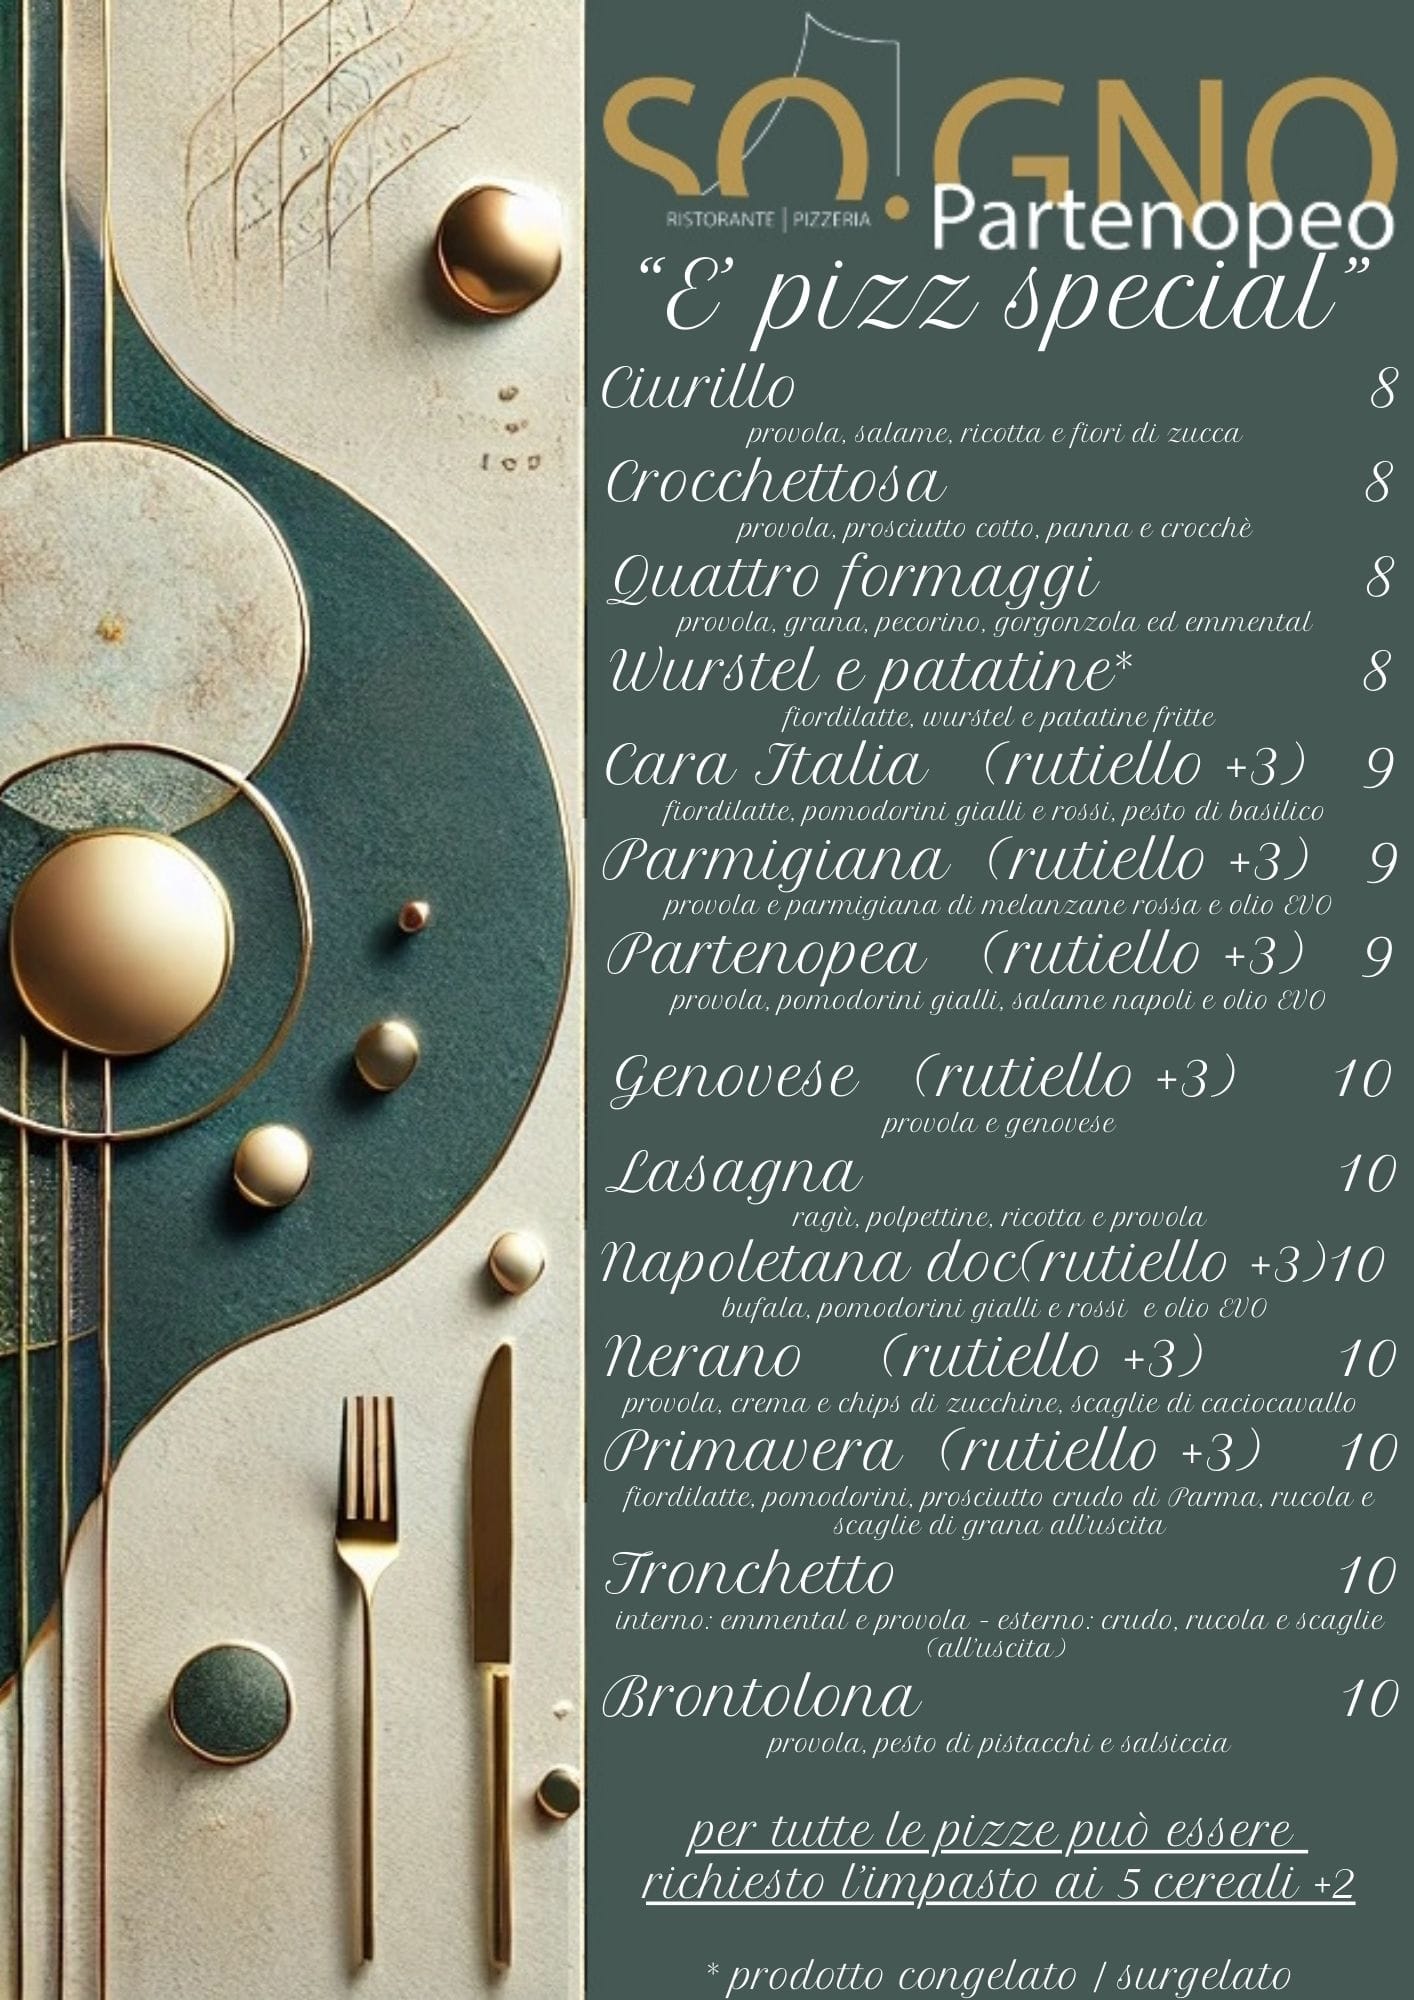 SO.GNO
RISTORANTE | PIZZERIA
Partenopeo
“E’ pizz special”
Ciurillo 8
provola, salame, ricotta e fiori di zucca
Crocchettosa 8
provola, prosciutto cotto, panna e crocchè
Quattro formaggi 8
provola, grana, pecorino, gorgonzola ed emmental
Wurstel e patatine* 8
fiordilatte, wurstel e patatine fritte
Cara Italia (rutiello +3) 9
fiordilatte, pomodorini gialli e rossi, pesto di basilico
Parmigiana (rutiello +3) 9
provola e parmigiana di melanzane rossa e olio EVO
Partenopea (rutiello +3) 9
provola, pomodorini gialli, salame napoli e olio EVO
Genovese (rutiello +3) 10
provola e genovese
Lasagna 10
ragù, polpettine, ricotta e provola
Napoletana doc(rutiello +3)10
bufala, pomodorini gialli e rossi e olio EVO
Nerano (rutiello +3) 10
provola, crema e chips di zucchine, scaglie di caciocavallo
Primavera (rutiello +3) 10
fiordilatte, pomodorini, prosciutto crudo di Parma, rucola e
scaglie di grana all’uscita
Tronchetto 10
interno: emmental e provola - esterno: crudo, rucola e scaglie
(all’uscita)
Brontolona 10
provola, pesto di pistacchi e salsiccia
per tutte le pizze può essere
richiesto l’impasto ai 5 cereali +2
* prodotto congelato / surgelato